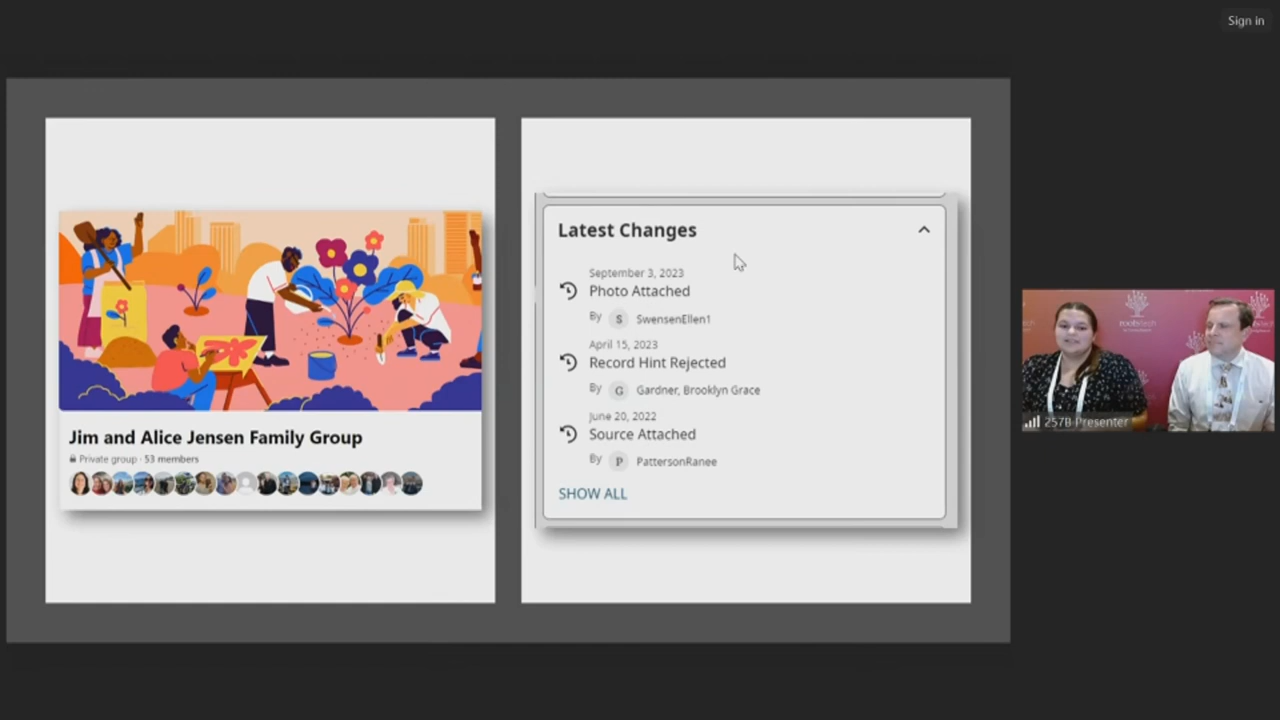 Sign in
Jim and Alice Jensen Family Group
Private group · 53 members
Latest Changes
September 3, 2023
Photo Attached
By S SwensenEllen1
April 15, 2023
Record Hint Rejected
By G Gardner, Brooklyn Grace
June 20, 2022
Source Attached
By P PattersonRanee
SHOW ALL
rootstech
257B Presenter